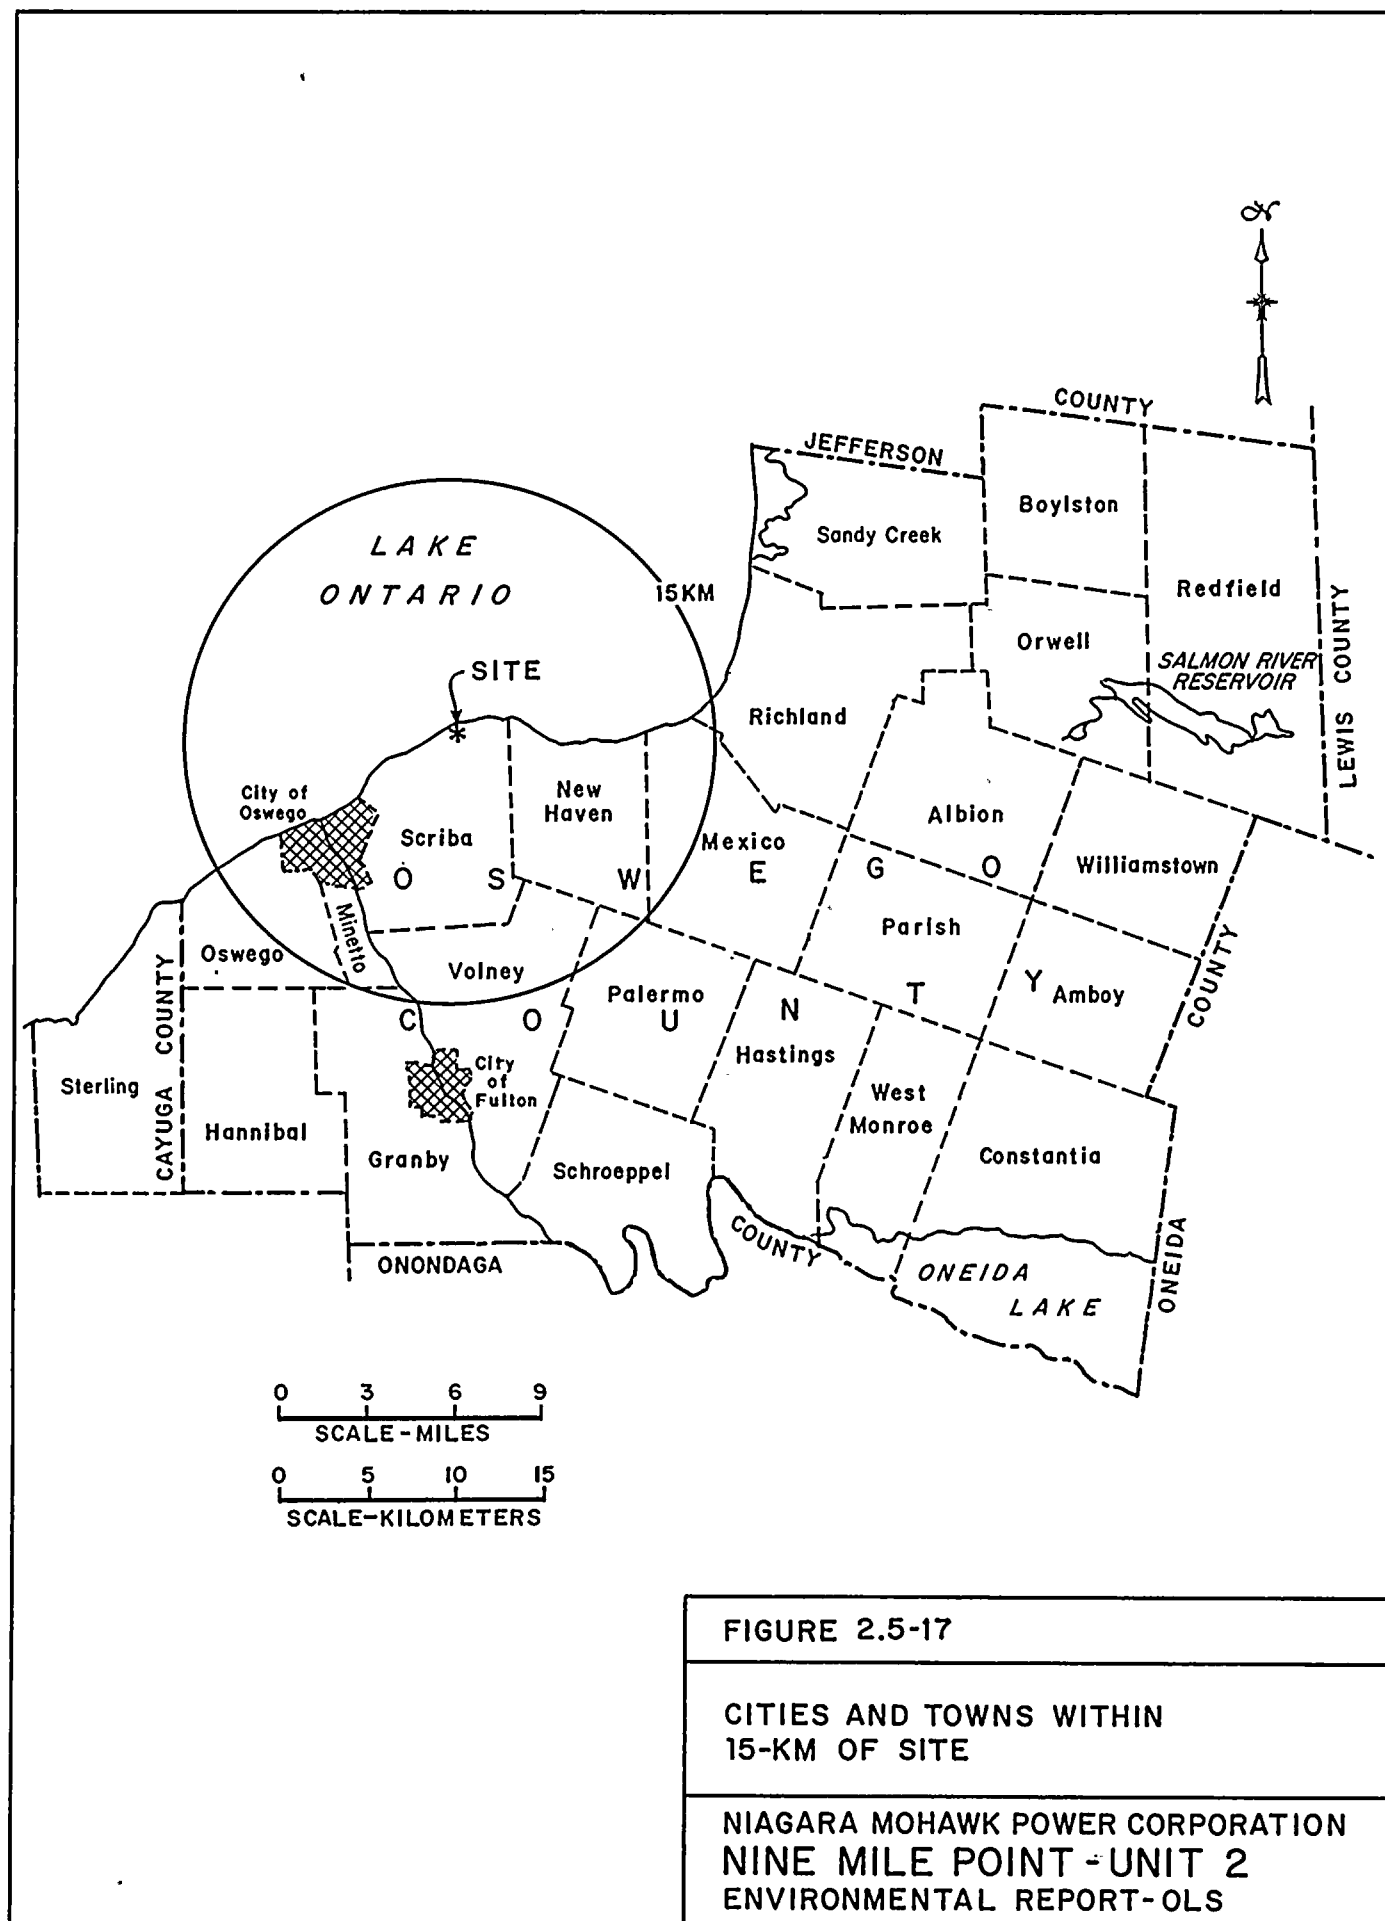 N
COUNTY
JEFFERSON
Boylston
Sandy Creek
LAKE
ONTARIO
15KM
Redfield
Orwell
SITE
SALMON RIVER
RESERVOIR
LEWIS COUNTY
Richland
City of
Oswego
New
Haven
Albion
Scriba
Mexico
Williamstown
O S W E G O
Minetto
Parish
Oswego
Volney
Palermo
Amboy
COUNTY
C O U N T Y
CAYUGA COUNTY
Hastings
City
of
Fulton
Sterling
West
Monroe
Hannibal
Granby
Schroeppel
Constantia
COUNTY
ONONDAGA
ONEIDA
LAKE
ONEIDA
0 3 6 9
SCALE-MILES
0 5 10 15
SCALE-KILOMETERS
FIGURE 2.5-17
CITIES AND TOWNS WITHIN
15-KM OF SITE
NIAGARA MOHAWK POWER CORPORATION
NINE MILE POINT-UNIT 2
ENVIRONMENTAL REPORT-OLS